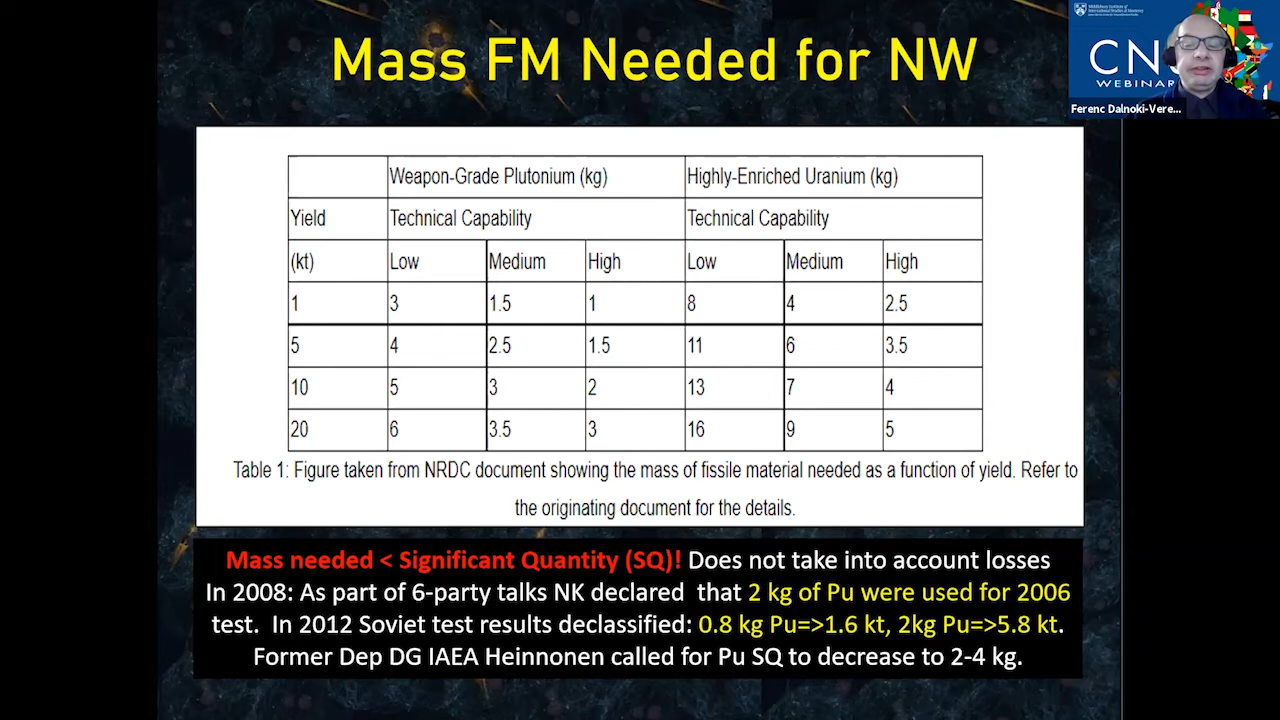 Mass FM Needed for NW
Middlebury Institute of
International Studies at Monterey
CN
WEBINAR
Ferenc Dalnoki-Vere...
Weapon-Grade Plutonium (kg) Highly-Enriched Uranium (kg)
Yield Technical Capability Technical Capability
(kt) Low Medium High Low Medium High
1 3 1.5 1 8 4 2.5
5 4 2.5 1.5 11 6 3.5
10 5 3 2 13 7 4
20 6 3.5 3 16 9 5
Table 1: Figure taken from NRDC document showing the mass of fissile material needed as a function of yield. Refer to
the originating document for the details.
Mass needed < Significant Quantity (SQ)! Does not take into account losses
In 2008: As part of 6-party talks NK declared that 2 kg of Pu were used for 2006
test. In 2012 Soviet test results declassified: 0.8 kg Pu=>1.6 kt, 2kg Pu=>5.8 kt.
Former Dep DG IAEA Heinnonen called for Pu SQ to decrease to 2-4 kg.